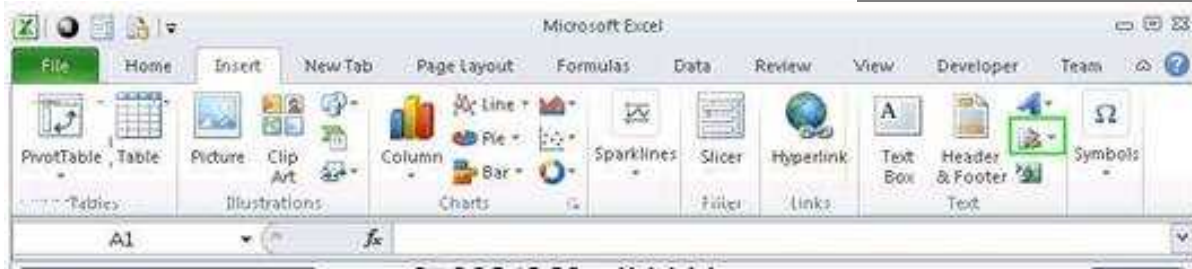 Microsoft Excel
File Home Insert New Tab Page Layout Formulas Data Review View Developer Team
Line
Pie
Bar
PivotTable Table Picture Clip Art Column Sparklines Slicer Hyperlink Text Box Header & Footer Symbols
Tables Illustrations Charts Filter Links Text
A1 fx